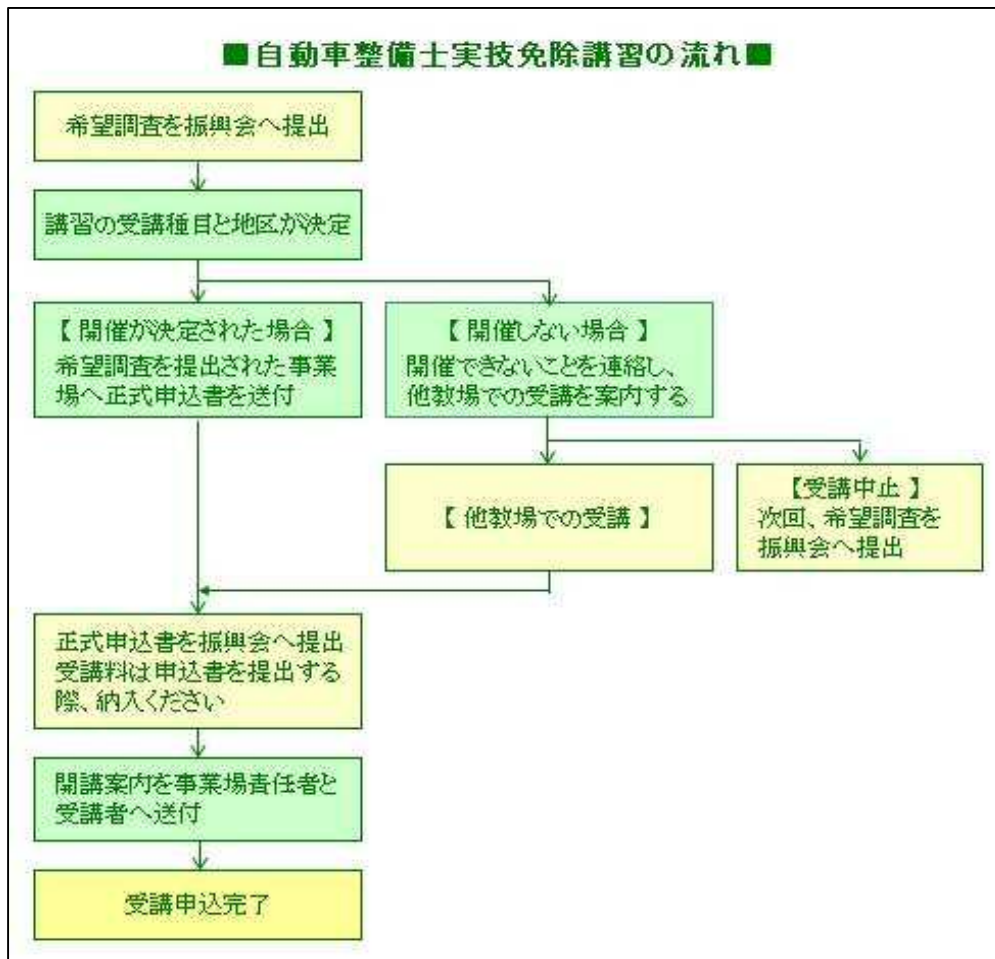 ■自動車整備士実技免除講習の流れ■
希望調査を振興会へ提出
講習の受講種目と地区が決定
【 開催が決定された場合 】
希望調査を提出された事業
場へ正式申込書を送付
【 開催しない場合 】
開催できないことを連絡し、
他教場での受講を案内する
【 他教場での受講 】
【受講中止 】
次回、希望調査を
振興会へ提出
正式申込書を振興会へ提出
受講料は申込書を提出する
際、納入ください
開講案内を事業場責任者と
受講者へ送付
受講申込完了